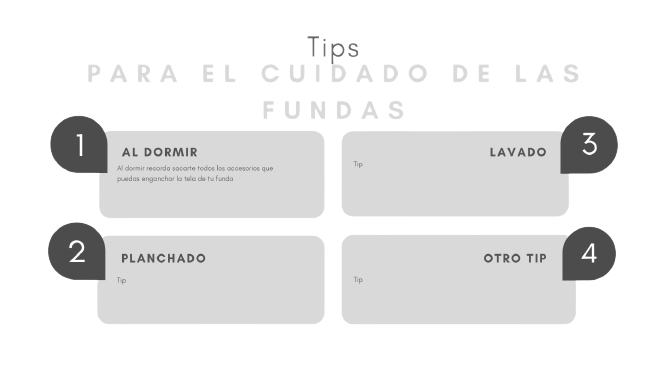 Tips
PARA EL CUIDADO DE LAS
FUNDAS
1
AL DORMIR
Al dormir recorda sacarte todos los accesorios que
puedas enganchar la tela de tu funda
2
PLANCHADO
Tip
3
LAVADO
Tip
4
OTRO TIP
Tip